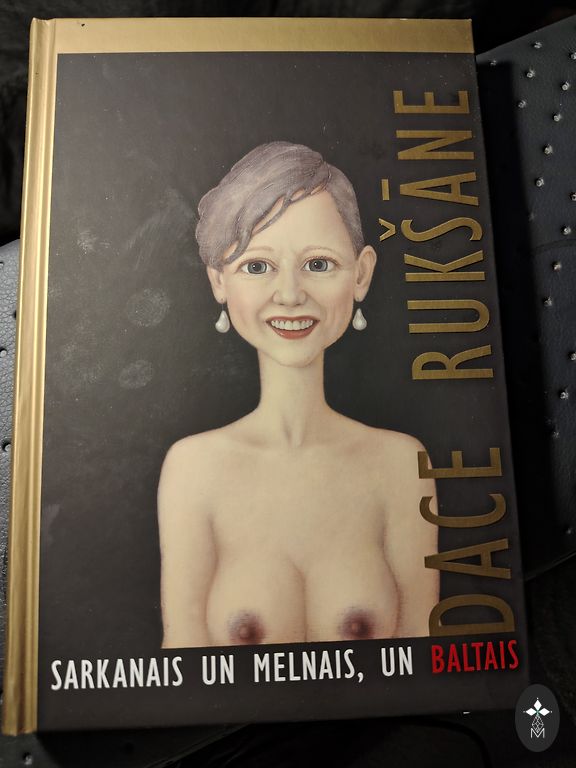 DACE RUKŠĀNE
SARKANAIS UN MELNAIS, UN BALTAIS